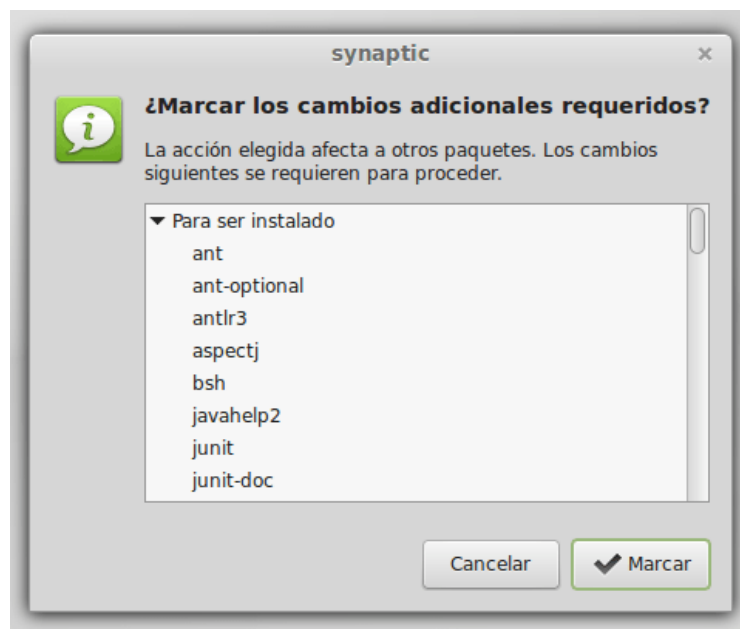 synaptic
¿Marcar los cambios adicionales requeridos?
La acción elegida afecta a otros paquetes. Los cambios
siguientes se requieren para proceder.
Para ser instalado
ant
ant-optional
antlr3
aspectj
bsh
javahelp2
junit
junit-doc
Cancelar
Marcar